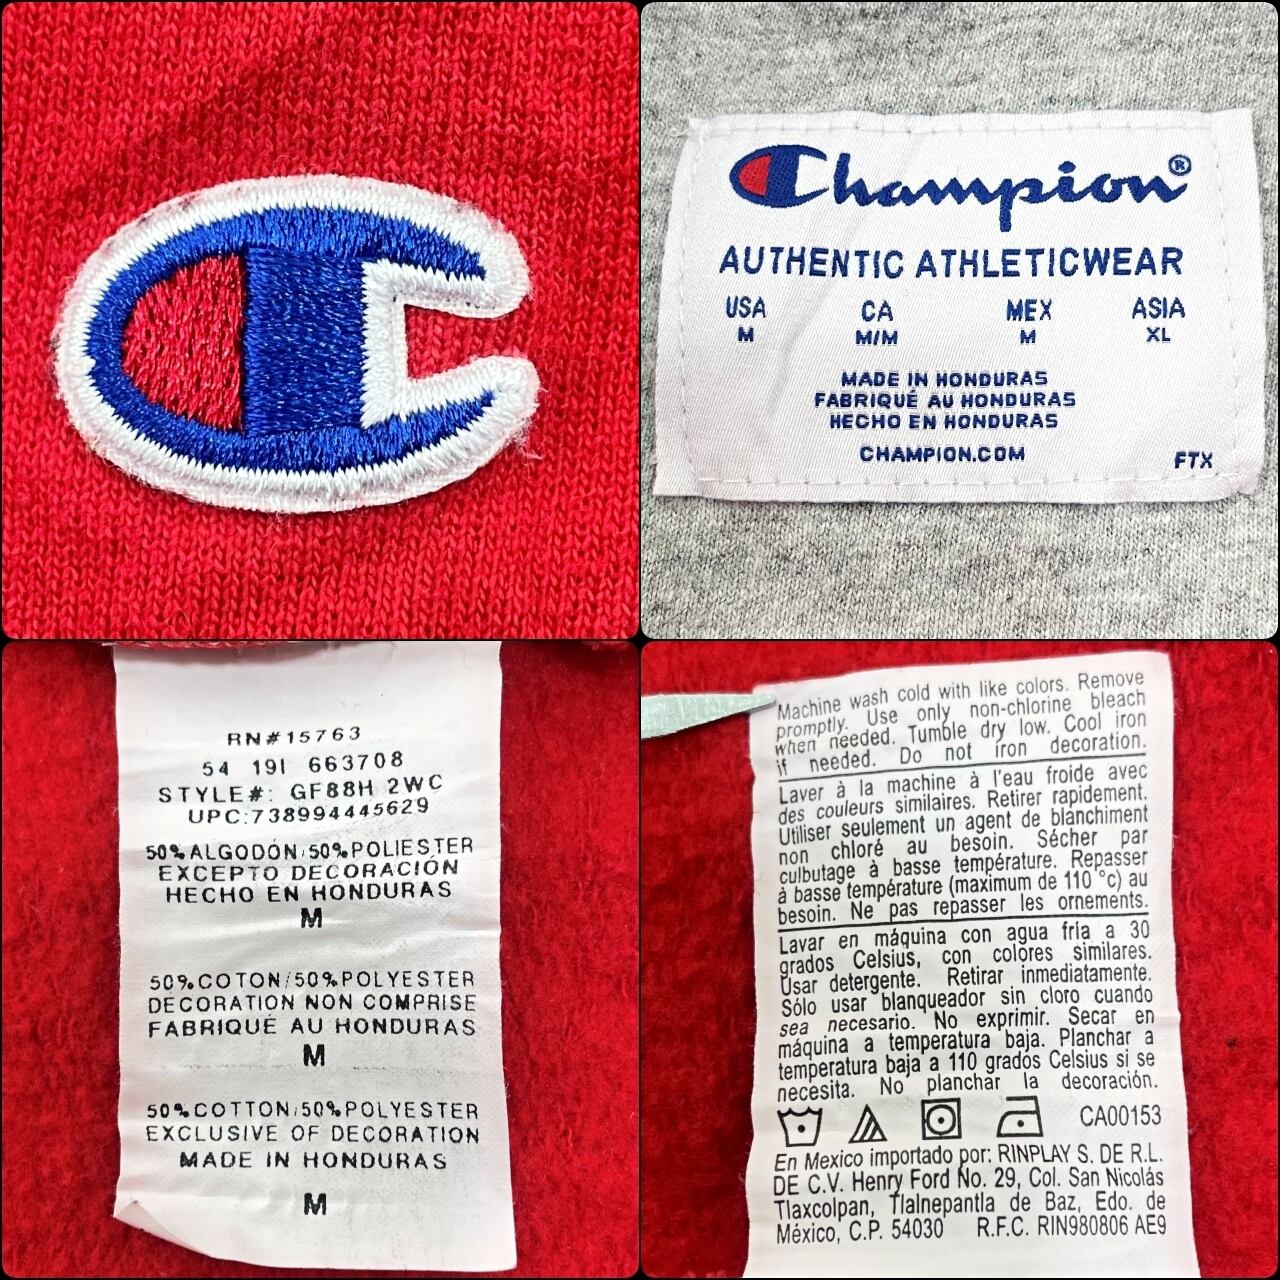 Champion®
AUTHENTIC ATHLETICWEAR
USA CA MEX ASIA
M M/M M XL
MADE IN HONDURAS
FABRIQUÉ AU HONDURAS
HECHO EN HONDURAS
CHAMPION.COM
FTX
RN#15763
54 191 663708
STYLE#: GF88H 2WC
UPC:738994445629
50%ALGODÓN/50%POLIESTER
EXCEPTO DECORACIÓN
HECHO EN HONDURAS
M
50%COTON/50%POLYESTER
DECORATION NON COMPRISE
FABRIQUÉ AU HONDURAS
M
50%COTTON/50%POLYESTER
EXCLUSIVE OF DECORATION
MADE IN HONDURAS
M
Machine wash cold with like colors. Remove
promptly. Use only non-chlorine bleach
when needed. Tumble dry low. Cool iron
if needed. Do not iron decoration.
Laver à la machine à l'eau froide avec
des couleurs similaires. Retirer rapidement.
Utiliser seulement un agent de blanchiment
non chloré au besoin. Sécher par
culbutage à basse température. Repasser
à basse température (maximum de 110 °c) au
besoin. Ne pas repasser les ornements.
Lavar en máquina con agua fria a 30
grados Celsius, con colores similares.
Usar detergente. Retirar inmediatamente.
Sólo usar blanqueador sin cloro cuando
sea necesario. No exprimir. Secar en
máquina a temperatura baja. Planchar a
temperatura baja a 110 grados Celsius si se
necesita. No planchar la decoración.
CA00153
En Mexico importado por: RINPLAY S. DE R.L.
DE C.V. Henry Ford No. 29, Col. San Nicolás
Tlaxcolpan, Tlalnepantla de Baz, Edo. de
México, C.P. 54030 R.F.C. RIN980806 AE9